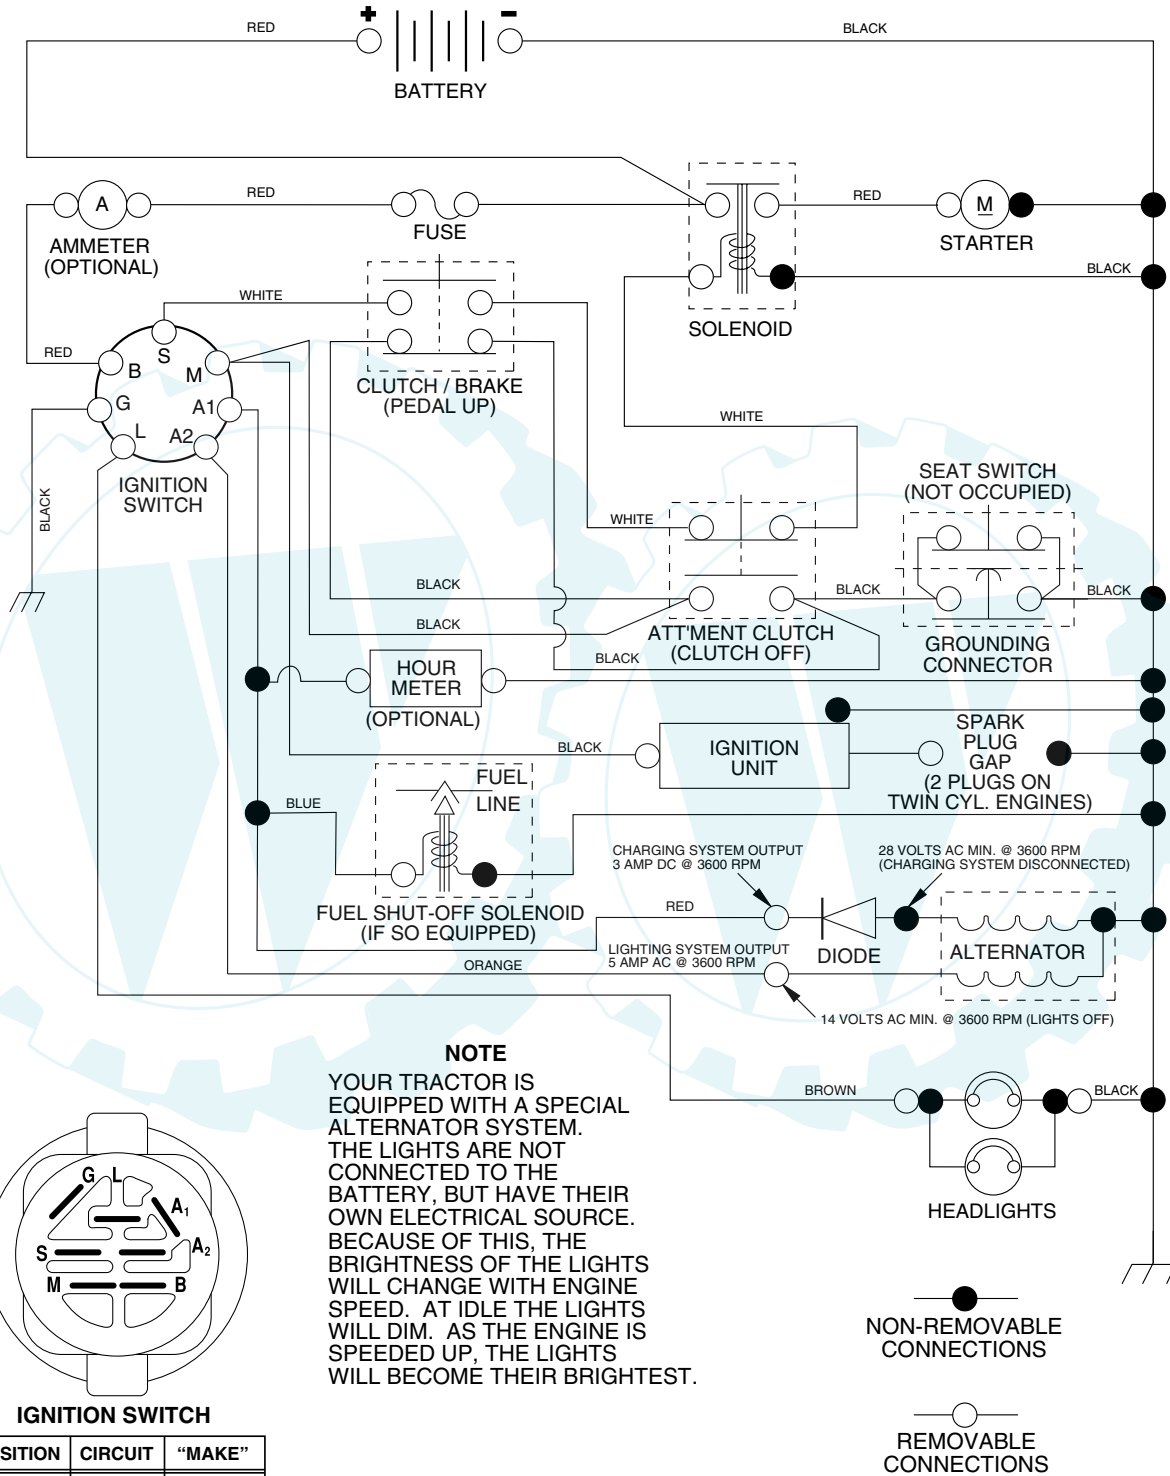 + -
RED
BLACK
BATTERY
A
RED
RED
M
FUSE
STARTER
AMMETER
(OPTIONAL)
BLACK
WHITE
SOLENOID
RED
S
B
M
CLUTCH / BRAKE
(PEDAL UP)
G
A1
L
A2
WHITE
IGNITION
SWITCH
SEAT SWITCH
(NOT OCCUPIED)
BLACK
WHITE
BLACK
BLACK
BLACK
BLACK
ATT'MENT CLUTCH
(CLUTCH OFF)
GROUNDING
CONNECTOR
BLACK
HOUR
METER
(OPTIONAL)
BLACK
IGNITION
UNIT
SPARK
PLUG
GAP
(2 PLUGS ON
TWIN CYL. ENGINES)
FUEL
LINE
BLUE
CHARGING SYSTEM OUTPUT
3 AMP DC @ 3600 RPM
28 VOLTS AC MIN. @ 3600 RPM
(CHARGING SYSTEM DISCONNECTED)
FUEL SHUT-OFF SOLENOID
(IF SO EQUIPPED)
RED
DIODE
ALTERNATOR
LIGHTING SYSTEM OUTPUT
5 AMP AC @ 3600 RPM
ORANGE
14 VOLTS AC MIN. @ 3600 RPM (LIGHTS OFF)
NOTE
YOUR TRACTOR IS
EQUIPPED WITH A SPECIAL
ALTERNATOR SYSTEM.
THE LIGHTS ARE NOT
CONNECTED TO THE
BATTERY, BUT HAVE THEIR
OWN ELECTRICAL SOURCE.
BECAUSE OF THIS, THE
BRIGHTNESS OF THE LIGHTS
WILL CHANGE WITH ENGINE
SPEED. AT IDLE THE LIGHTS
WILL DIM. AS THE ENGINE IS
SPEEDED UP, THE LIGHTS
WILL BECOME THEIR BRIGHTEST.
BROWN
BLACK
HEADLIGHTS
G L
A1
S
A2
M
B
IGNITION SWITCH
SITION CIRCUIT "MAKE"
NON-REMOVABLE
CONNECTIONS
REMOVABLE
CONNECTIONS